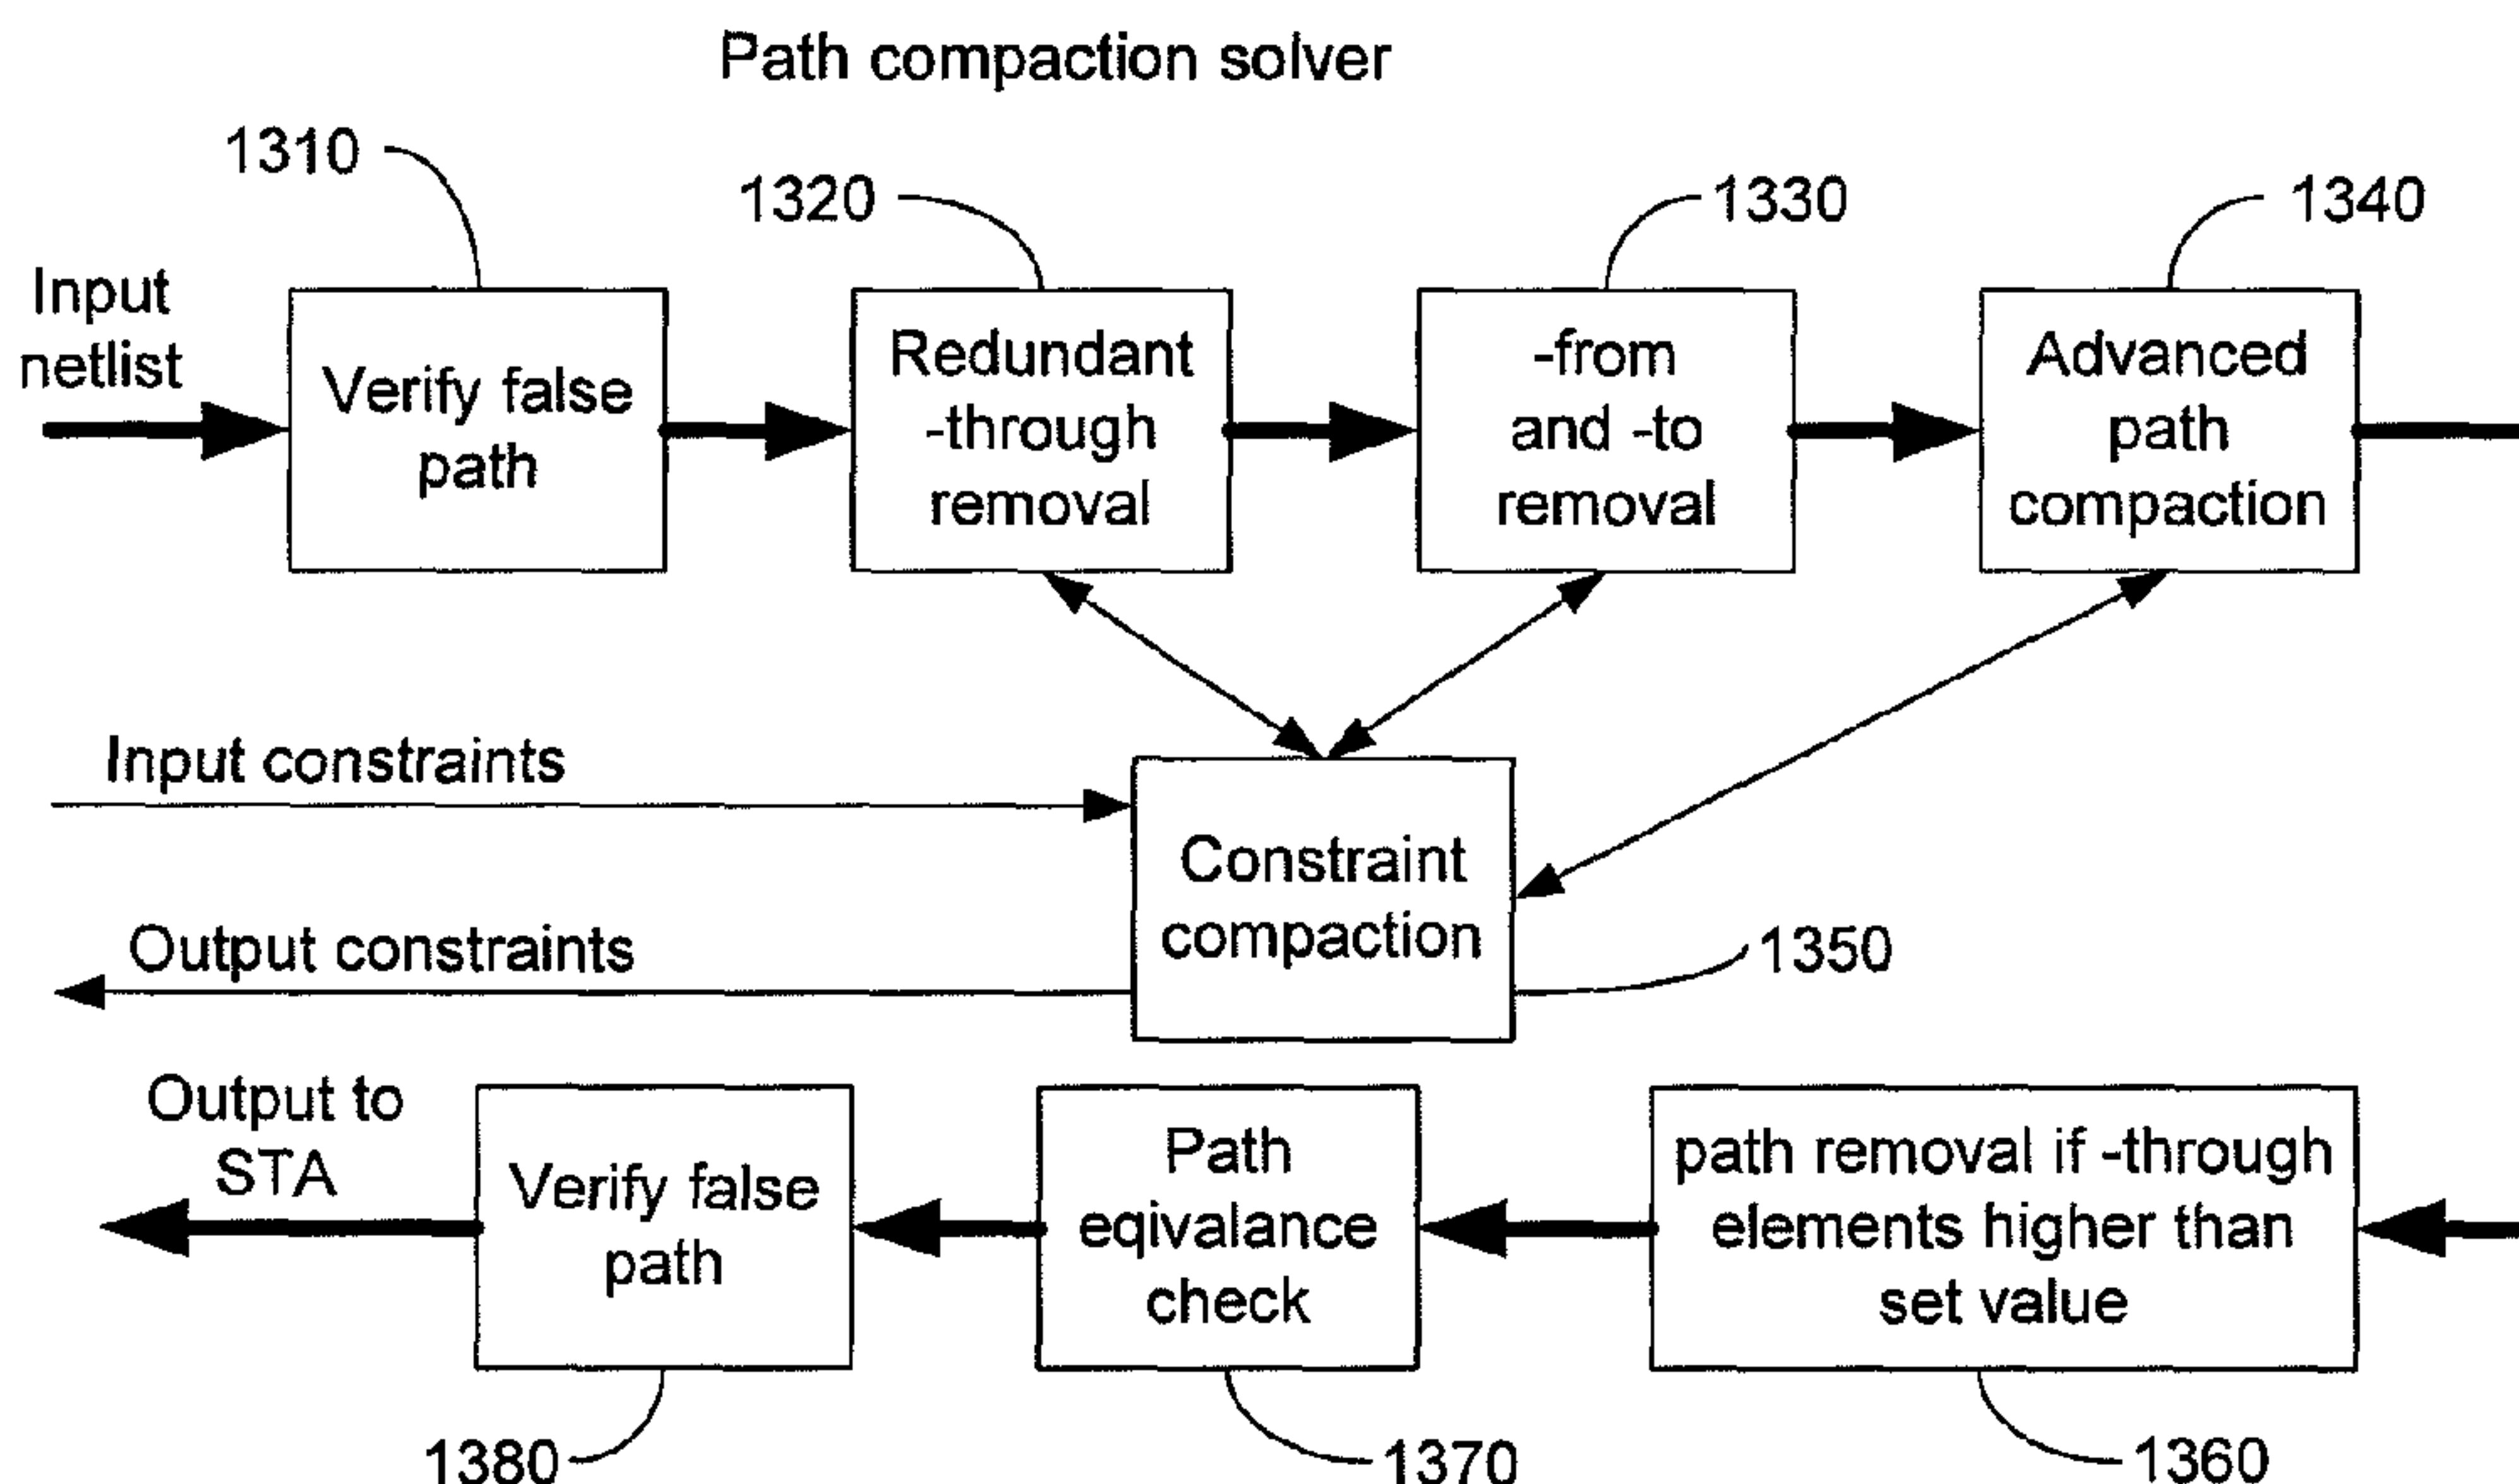 Path compaction solver
1310
1320
1330
1340
Input
netlist
Verify false
path
Redundant
-through
removal
-from
and -to
removal
Advanced
path
compaction
Input constraints
Constraint
compaction
Output constraints
1350
Output to
STA
Verify false
path
Path
eqivalance
check
path removal if -through
elements higher than
set value
1380
1370
1360